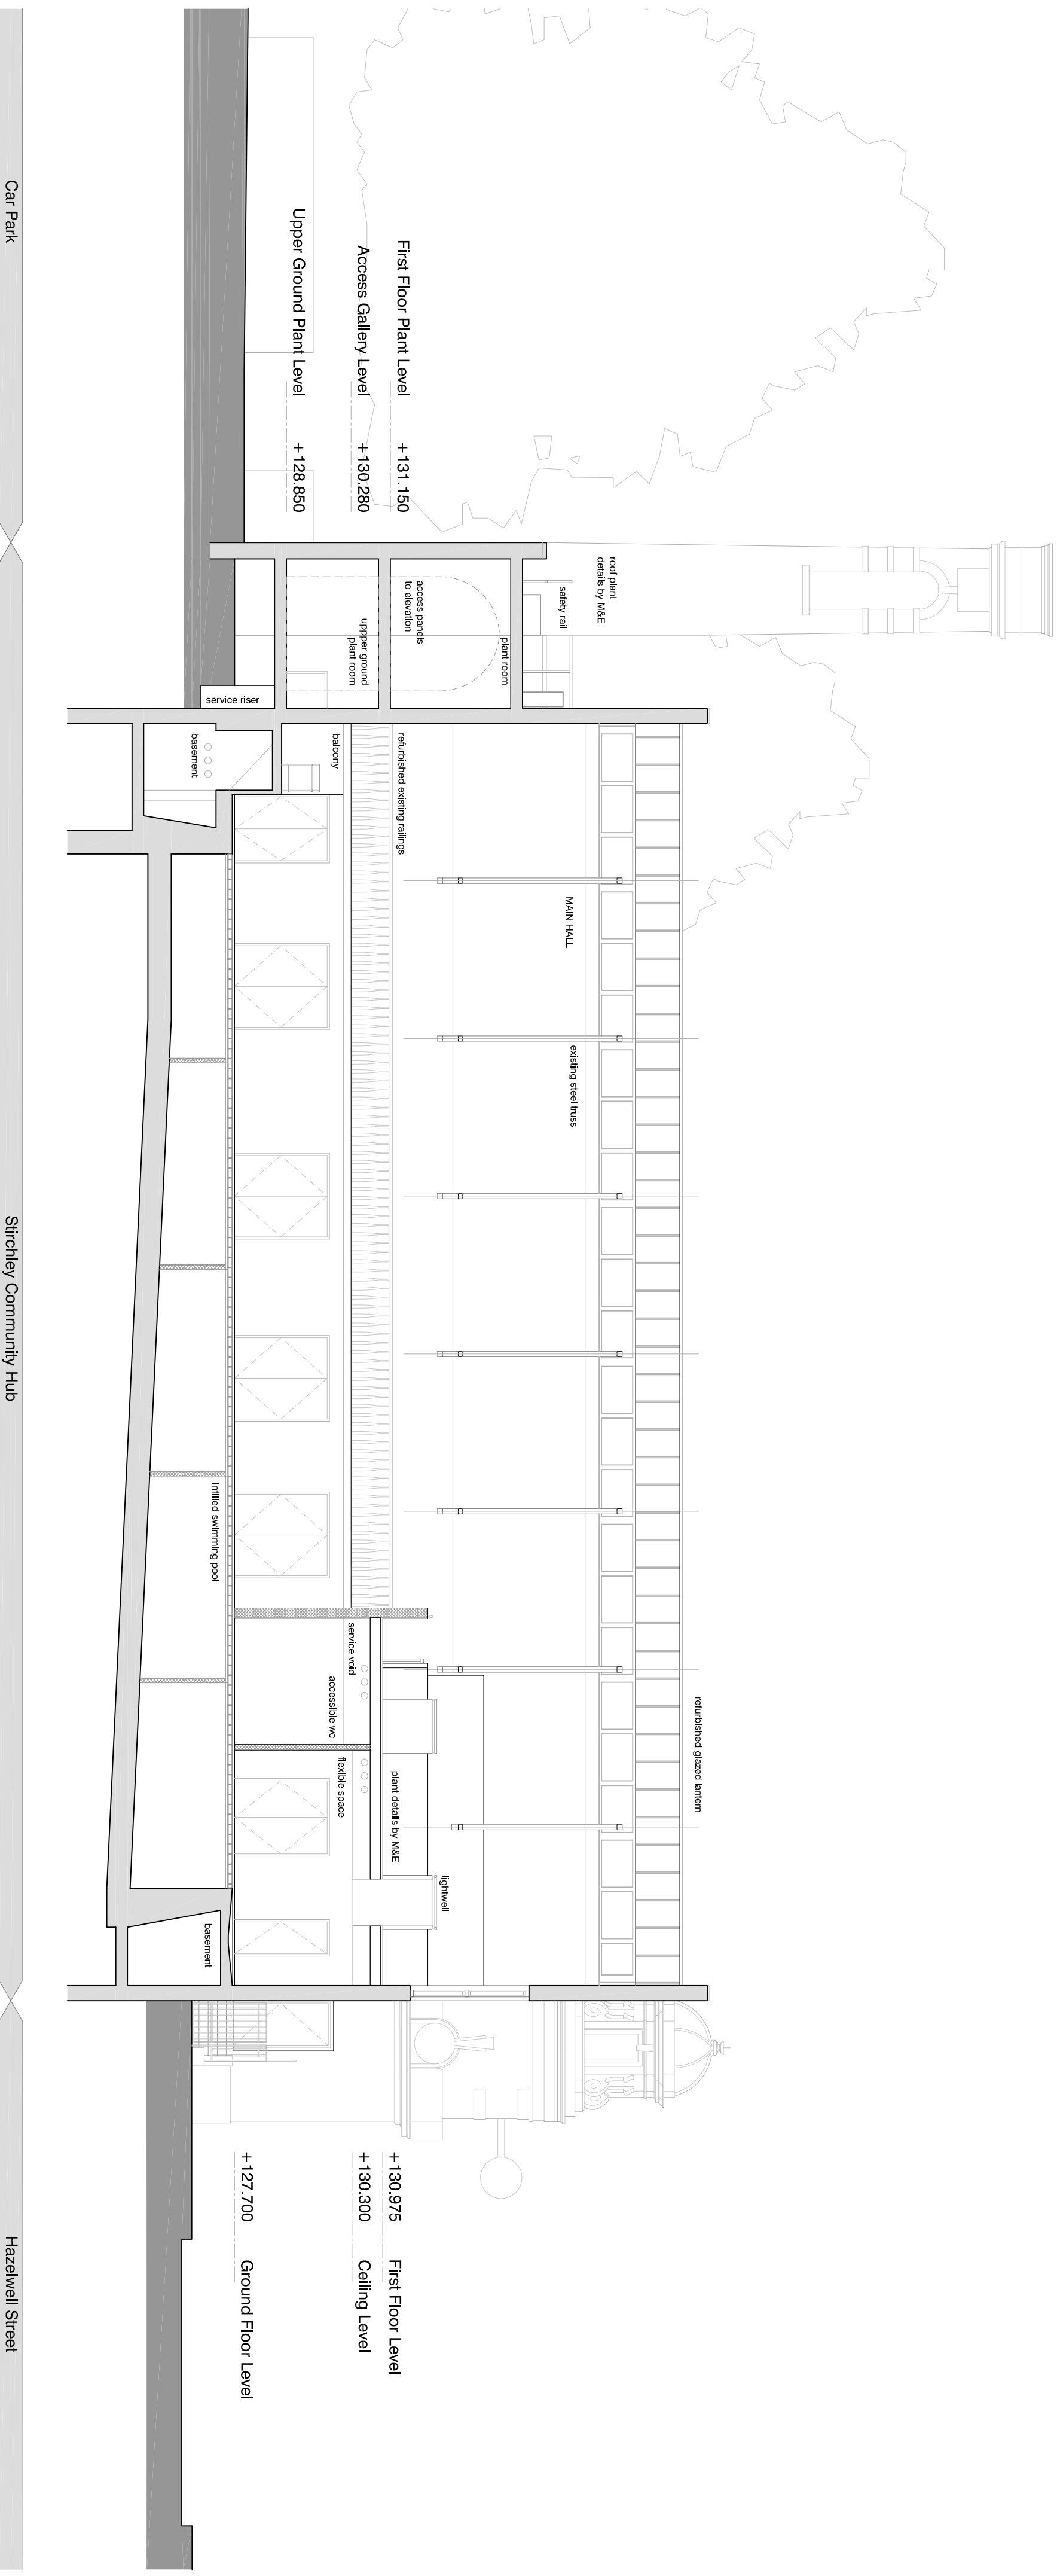 roof plant
details by M&E
safety rail
First Floor Plant Level +131.150
Access Gallery Level +130.280
Upper Ground Plant Level +128.850
access panels
to elevation
plant room
uppper ground
plant room
service riser
refurbished existing railings
balcony
basement
MAIN HALL
existing steel truss
infilled swimming pool
refurbished glazed lantern
service void
accessible wc
plant details by M&E
flexible space
lightwell
basement
+130.975 First Floor Level
+130.300 Ceiling Level
+127.700 Ground Floor Level
Car Park
Stirchley Community Hub
Hazelwell Street